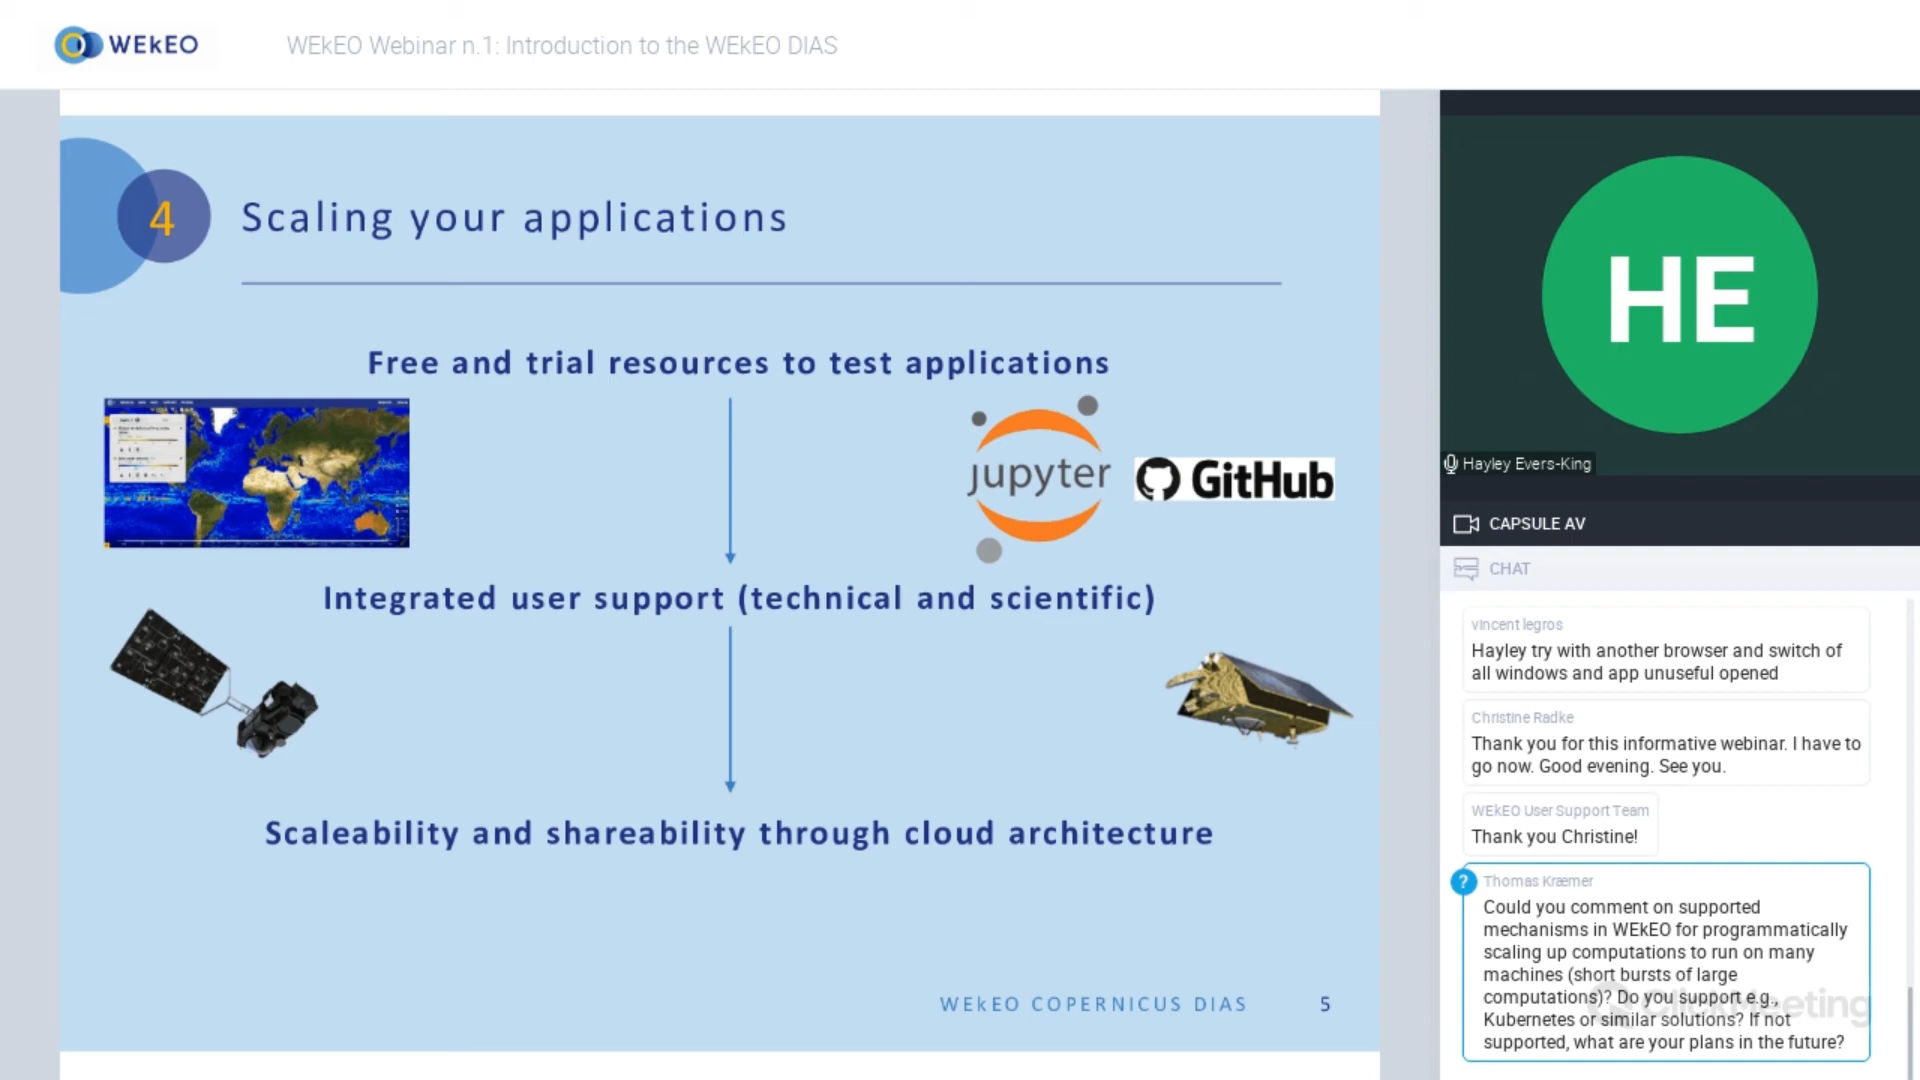 WEkEO
WEkEO Webinar n.1: Introduction to the WEkEO DIAS
4
Scaling your applications
Free and trial resources to test applications
jupyter
GitHub
Integrated user support (technical and scientific)
Scaleability and shareability through cloud architecture
WEkEO COPERNICUS DIAS
5
HE
Hayley Evers-King
CAPSULE AV
CHAT
vincent legros
Hayley try with another browser and switch of
all windows and app unuseful opened
Christine Radke
Thank you for this informative webinar. I have to
go now. Good evening. See you.
WEkEO User Support Team
Thank you Christine!
?
Thomas Kræmer
Could you comment on supported
mechanisms in WEkEO for programmatically
scaling up computations to run on many
machines (short bursts of large
computations)? Do you support e.g.,
Kubernetes or similar solutions? If not
supported, what are your plans in the future?
ClickMeeting